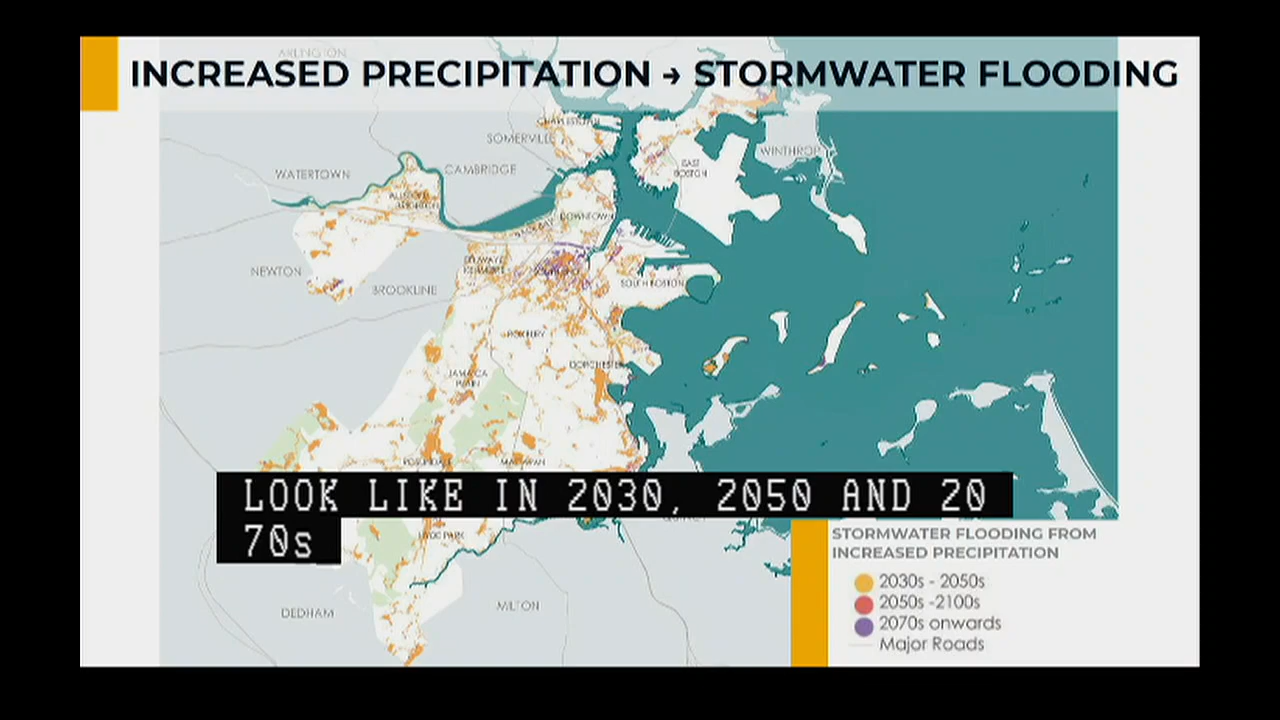 ARLINGTON
INCREASED PRECIPITATION → STORMWATER FLOODING
CHARLESTOWN
SOMERVILLE
WINTHROP
EAST
BOSTON
WATERTOWN
CAMBRIDGE
DOWNTOWN
NEWTON
BROOKLINE
SOUTH BOSTON
ROXBURY
DORCHESTER
JAMAICA
PLAIN
MATTAPAN
LOOK LIKE IN 2030, 2050 AND 20
70s
HYDE PARK
DEDHAM
MILTON
STORMWATER FLOODING FROM
INCREASED PRECIPITATION
2030s - 2050s
2050s -2100s
2070s onwards
Major Roads